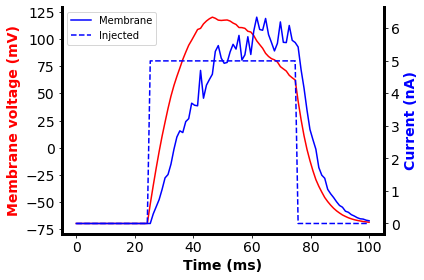 Membrane
Injected
125
100
75
50
25
0
−25
−50
−75
Membrane voltage (mV)
6
5
4
3
2
1
0
Current (nA)
0 20 40 60 80 100
Time (ms)